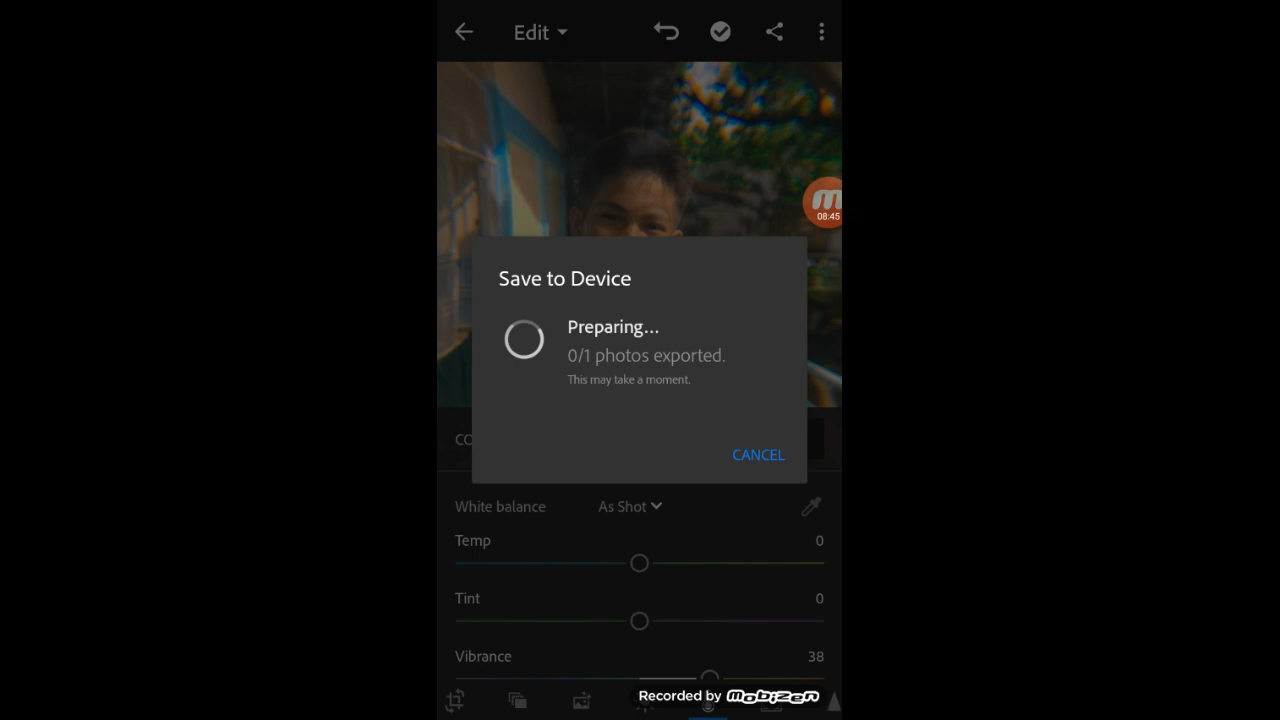 Edit
m
08:45
Save to Device
Preparing...
0/1 photos exported.
This may take a moment.
CO
CANCEL
White balance
As Shot
Temp
0
Tint
0
Vibrance
38
Recorded by mobizen